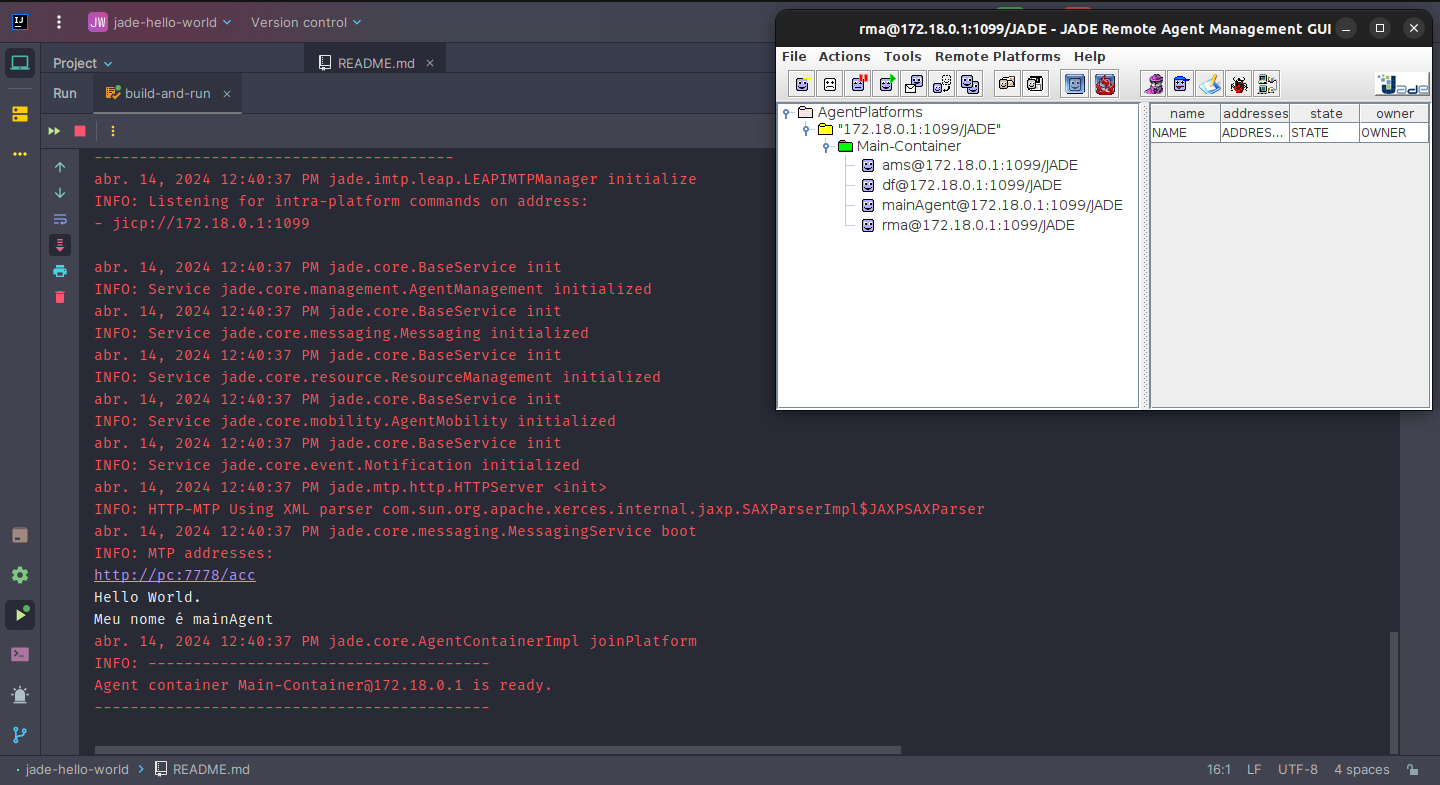 JW jade-hello-world Version control
Project
README.md
Run
build-and-run
----------------------------------------
abr. 14, 2024 12:40:37 PM jade.imtp.leap.LEAPIMTPManager initialize
INFO: Listening for intra-platform commands on address:
- jicp://172.18.0.1:1099
abr. 14, 2024 12:40:37 PM jade.core.BaseService init
INFO: Service jade.core.management.AgentManagement initialized
abr. 14, 2024 12:40:37 PM jade.core.BaseService init
INFO: Service jade.core.messaging.Messaging initialized
abr. 14, 2024 12:40:37 PM jade.core.BaseService init
INFO: Service jade.core.resource.ResourceManagement initialized
abr. 14, 2024 12:40:37 PM jade.core.BaseService init
INFO: Service jade.core.mobility.AgentMobility initialized
abr. 14, 2024 12:40:37 PM jade.core.BaseService init
INFO: Service jade.core.event.Notification initialized
abr. 14, 2024 12:40:37 PM jade.mtp.http.HTTPServer <init>
INFO: HTTP-MTP Using XML parser com.sun.org.apache.xerces.internal.jaxp.SAXParserImpl$JAXPSAXParser
abr. 14, 2024 12:40:37 PM jade.core.messaging.MessagingService boot
INFO: MTP addresses:
http://pc:7778/acc
Hello World.
Meu nome é mainAgent
abr. 14, 2024 12:40:37 PM jade.core.AgentContainerImpl joinPlatform
INFO: --------------------------------------
Agent container Main-Container@172.18.0.1 is ready.
--------------------------------------------
jade-hello-world > README.md
16:1 LF UTF-8 4 spaces
rma@172.18.0.1:1099/JADE - JADE Remote Agent Management GUI
File Actions Tools Remote Platforms Help
Jade
AgentPlatforms
"172.18.0.1:1099/JADE"
Main-Container
ams@172.18.0.1:1099/JADE
df@172.18.0.1:1099/JADE
mainAgent@172.18.0.1:1099/JADE
rma@172.18.0.1:1099/JADE
name addresses state owner
NAME ADDRES... STATE OWNER